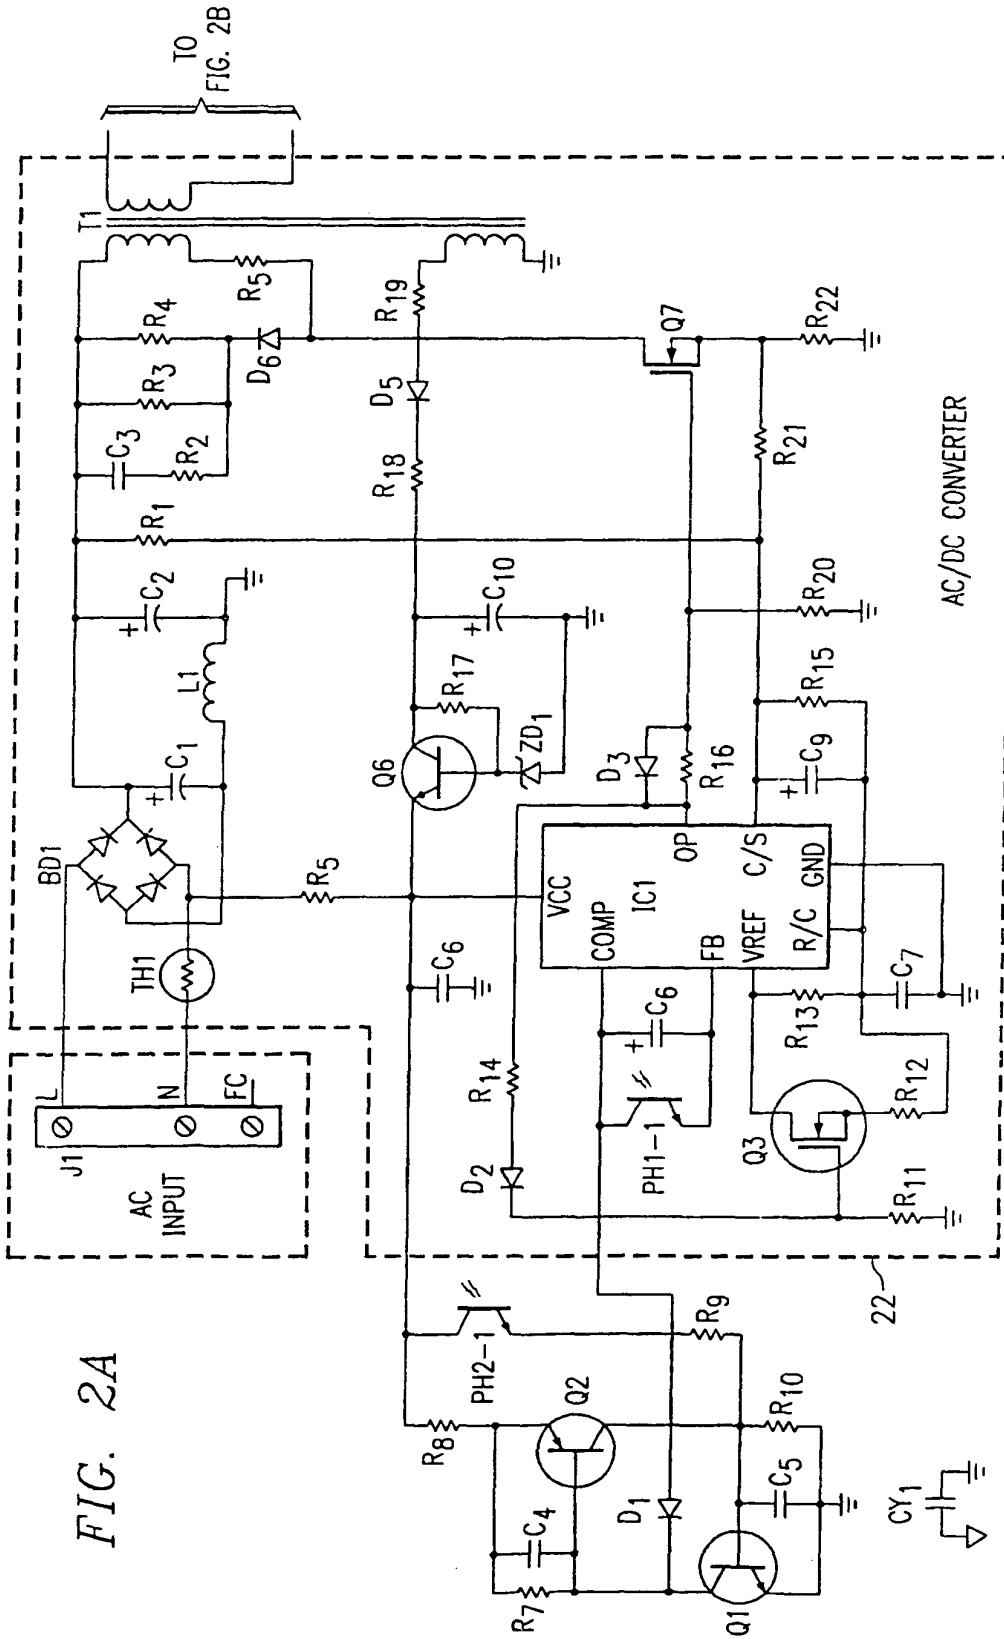 FIG. 2A
AC
INPUT
J1
L
N
FC
TH1
BD1
C1
L1
C2
R1
C3
R2
R3
R4
D6
R5
T1
TO
FIG. 2B
R5
C6
Q6
R17
ZD1
C10
R18
D5
R19
R8
PH2-1
R9
Q2
C4
R7
D1
Q1
C5
R10
CY1
22
D2
R14
PH1-1
C6
VCC
COMP
IC1
OP
FB
VREF
C/S
R/C
GND
D3
R16
Q7
R22
R21
R20
R15
C9
R13
C7
Q3
R12
R11
AC/DC CONVERTER
+
+
+
+
+